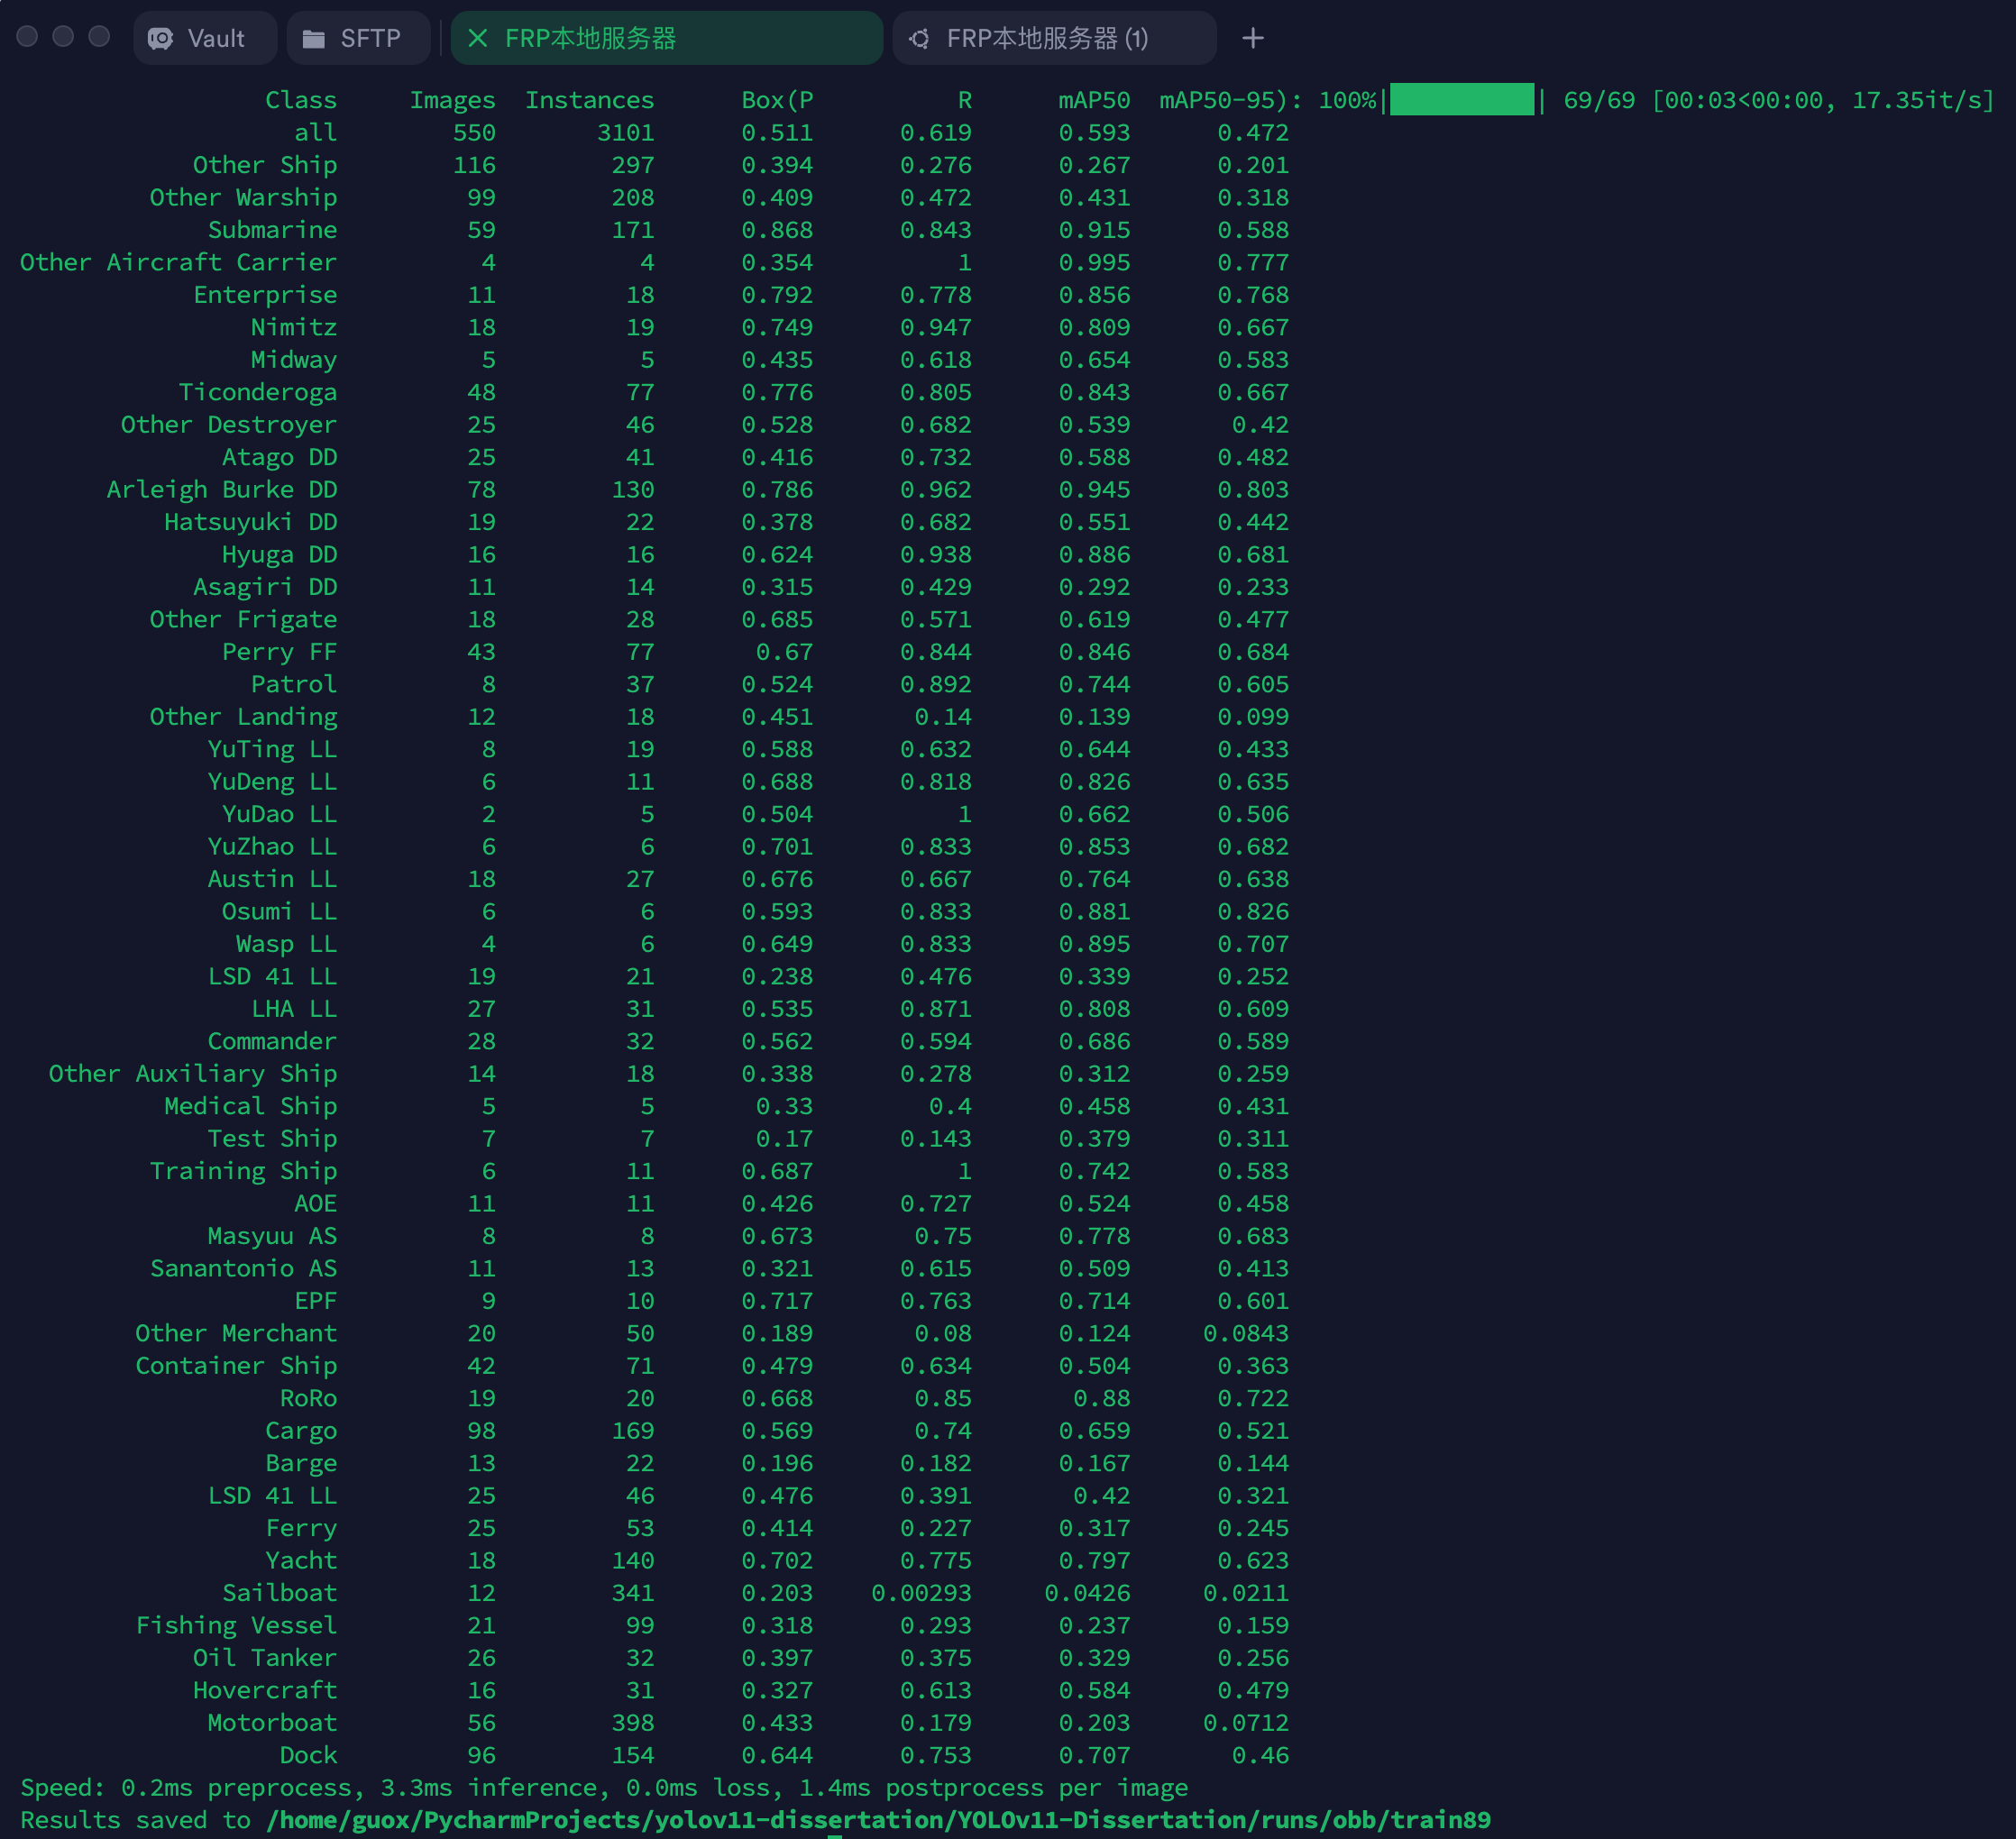 Vault SFTP FRP本地服务器 FRP本地服务器 (1)
Class Images Instances Box(P R mAP50 mAP50-95): 100%|██████████| 69/69 [00:03<00:00, 17.35it/s]
all 550 3101 0.511 0.619 0.593 0.472
Other Ship 116 297 0.394 0.276 0.267 0.201
Other Warship 99 208 0.409 0.472 0.431 0.318
Submarine 59 171 0.868 0.843 0.915 0.588
Other Aircraft Carrier 4 4 0.354 1 0.995 0.777
Enterprise 11 18 0.792 0.778 0.856 0.768
Nimitz 18 19 0.749 0.947 0.809 0.667
Midway 5 5 0.435 0.618 0.654 0.583
Ticonderoga 48 77 0.776 0.805 0.843 0.667
Other Destroyer 25 46 0.528 0.682 0.539 0.42
Atago DD 25 41 0.416 0.732 0.588 0.482
Arleigh Burke DD 78 130 0.786 0.962 0.945 0.803
Hatsuyuki DD 19 22 0.378 0.682 0.551 0.442
Hyuga DD 16 16 0.624 0.938 0.886 0.681
Asagiri DD 11 14 0.315 0.429 0.292 0.233
Other Frigate 18 28 0.685 0.571 0.619 0.477
Perry FF 43 77 0.67 0.844 0.846 0.684
Patrol 8 37 0.524 0.892 0.744 0.605
Other Landing 12 18 0.451 0.14 0.139 0.099
YuTing LL 8 19 0.588 0.632 0.644 0.433
YuDeng LL 6 11 0.688 0.818 0.826 0.635
YuDao LL 2 5 0.504 1 0.662 0.506
YuZhao LL 6 6 0.701 0.833 0.853 0.682
Austin LL 18 27 0.676 0.667 0.764 0.638
Osumi LL 6 6 0.593 0.833 0.881 0.826
Wasp LL 4 6 0.649 0.833 0.895 0.707
LSD 41 LL 19 21 0.238 0.476 0.339 0.252
LHA LL 27 31 0.535 0.871 0.808 0.609
Commander 28 32 0.562 0.594 0.686 0.589
Other Auxiliary Ship 14 18 0.338 0.278 0.312 0.259
Medical Ship 5 5 0.33 0.4 0.458 0.431
Test Ship 7 7 0.17 0.143 0.379 0.311
Training Ship 6 11 0.687 1 0.742 0.583
AOE 11 11 0.426 0.727 0.524 0.458
Masyuu AS 8 8 0.673 0.75 0.778 0.683
Sanantonio AS 11 13 0.321 0.615 0.509 0.413
EPF 9 10 0.717 0.763 0.714 0.601
Other Merchant 20 50 0.189 0.08 0.124 0.0843
Container Ship 42 71 0.479 0.634 0.504 0.363
RoRo 19 20 0.668 0.85 0.88 0.722
Cargo 98 169 0.569 0.74 0.659 0.521
Barge 13 22 0.196 0.182 0.167 0.144
LSD 41 LL 25 46 0.476 0.391 0.42 0.321
Ferry 25 53 0.414 0.227 0.317 0.245
Yacht 18 140 0.702 0.775 0.797 0.623
Sailboat 12 341 0.203 0.00293 0.0426 0.0211
Fishing Vessel 21 99 0.318 0.293 0.237 0.159
Oil Tanker 26 32 0.397 0.375 0.329 0.256
Hovercraft 16 31 0.327 0.613 0.584 0.479
Motorboat 56 398 0.433 0.179 0.203 0.0712
Dock 96 154 0.644 0.753 0.707 0.46
Speed: 0.2ms preprocess, 3.3ms inference, 0.0ms loss, 1.4ms postprocess per image
Results saved to /home/guox/PycharmProjects/yolov11-dissertation/YOLOv11-Dissertation/runs/obb/train89